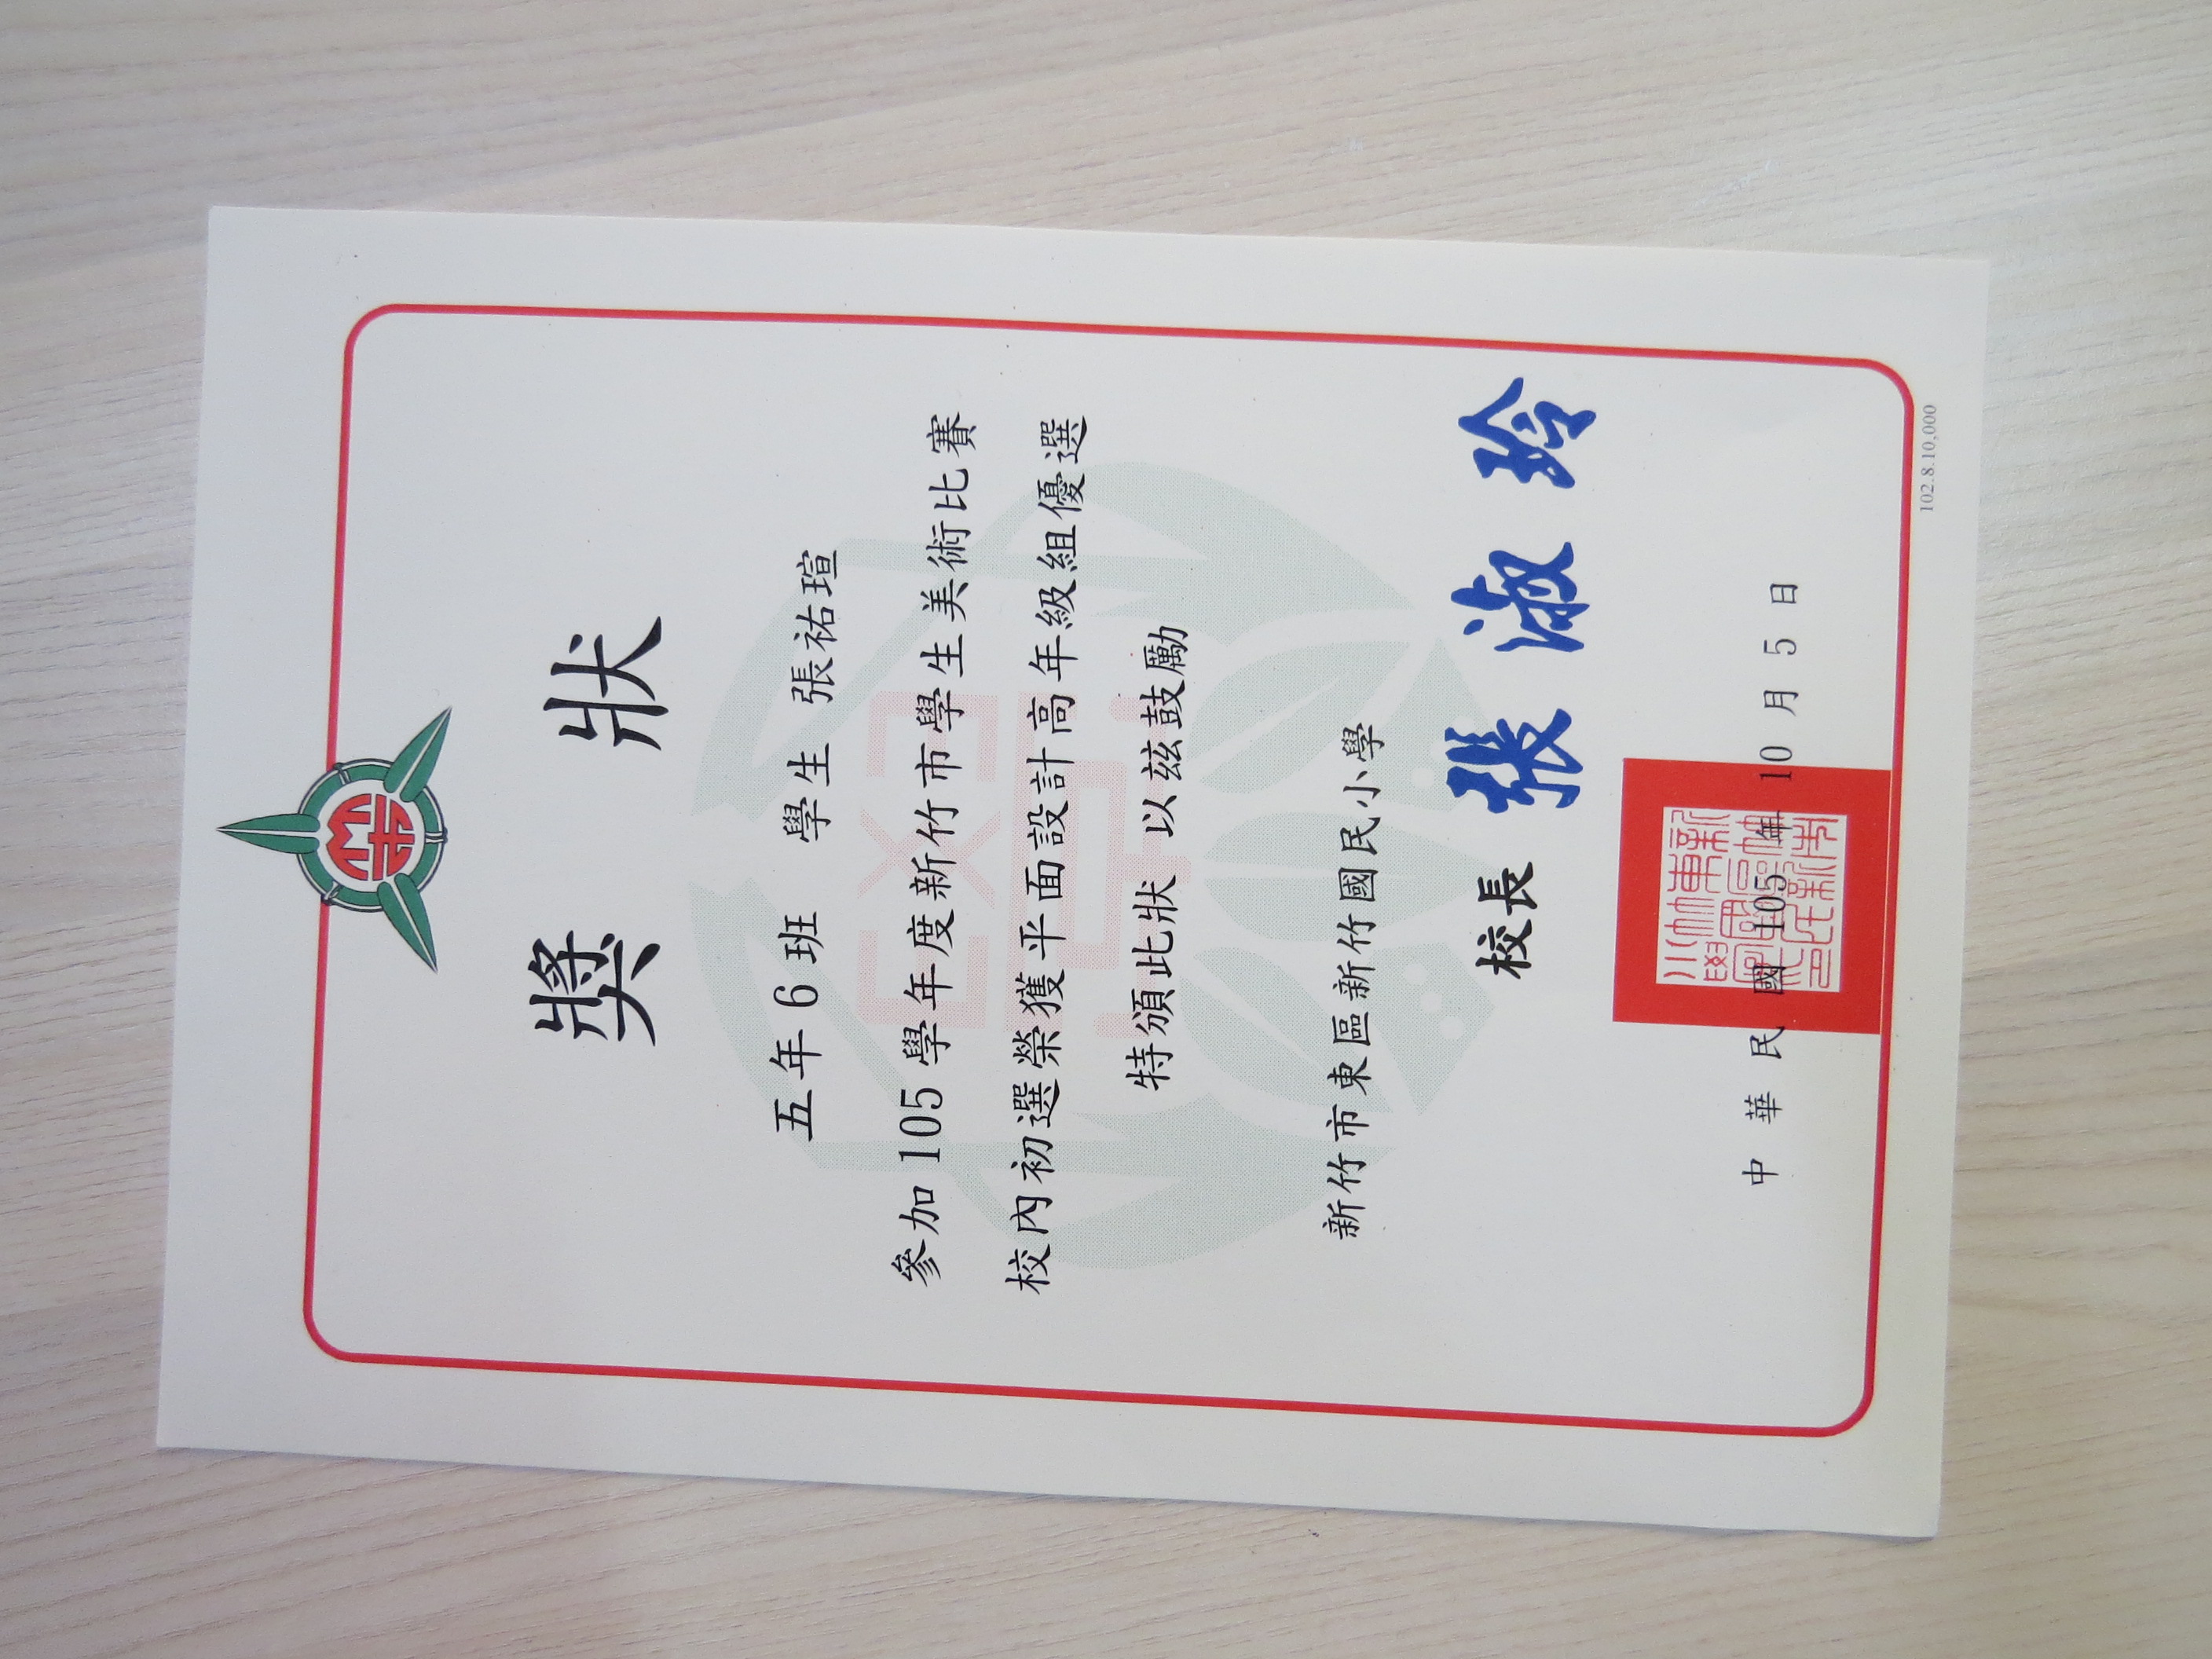 獎狀
五年6班 學生 張祐瑄
參加105學年度新竹市學生美術比賽
校內初選榮獲平面設計高年級組優選
特頒此狀 以茲鼓勵
新竹市東區新竹國民小學
校長 張淑玲
中華民國105年10月5日
102.8.10,000